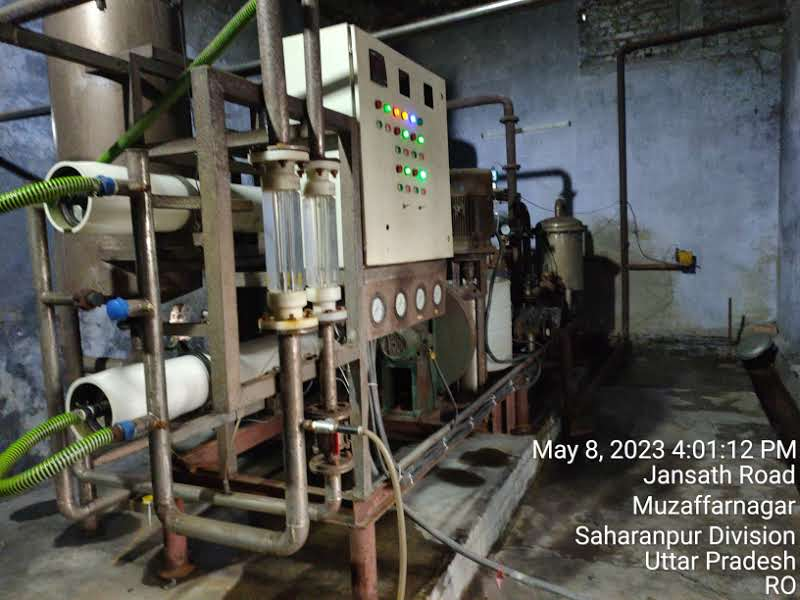 May 8, 2023 4:01:12 PM
Jansath Road
Muzaffarnagar
Saharanpur Division
Uttar Pradesh
RO